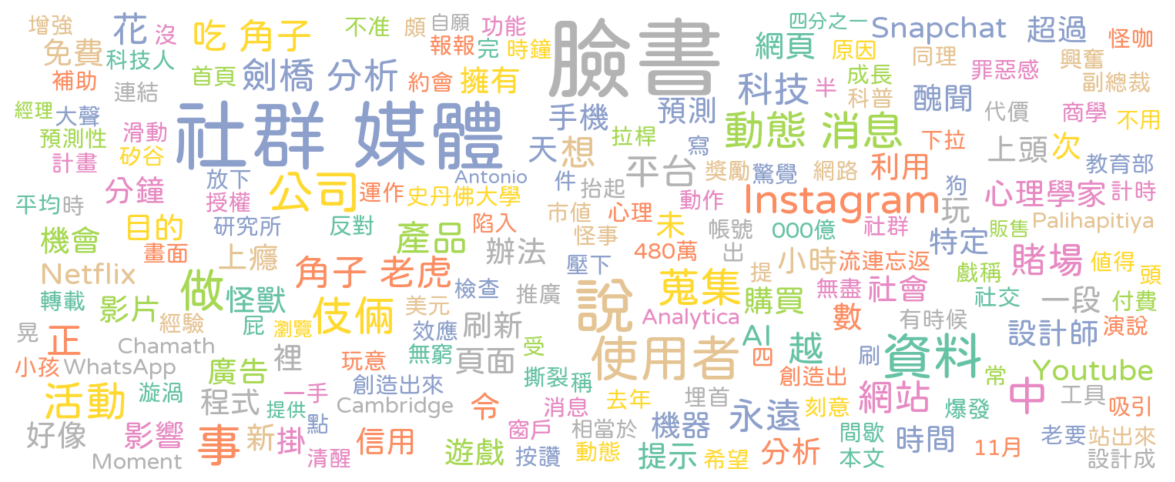 增強 花 沒 吃 角子 不准 頗 自願 功能 臉書 四分之一 Snapchat 超過 怪咖
免費 科技人 報報 完 時鐘 網頁 原因 同理 興奮
補助 連結 首頁 劍橋 分析 約會 擁有 科技 半 成長 科普 罪惡感 副總裁
經理 大聲 社群 媒體 手機 預測 醜聞 代價 商學 不用
預測性 滑動 天 想 拉桿 寫 動態 消息 下拉 上頭 次
計畫 矽谷 放下 Antonio 件 平台 獎勵 驚覺 網路 利用 教育部
分鐘 授權 公司 運作 史丹佛大學 抬起 動作 Instagram 玩 狗 心理學家 計時
平均 時 目的 研究所 反對 陷入 市值 心理 未 帳號 000億 社群 販售 Palihapitiya
機會 畫面 產品 辦法 怪事 480萬 出 特定
Netflix 上癮 角子 老虎 壓下 提 小時 流連忘返 戲稱 賭場 值得 頭
轉載 影片 做 怪獸 伎倆 美元 檢查 推廣 說 蒐集 購買 無盡 社會 社交 一段 付費
晃 正 經驗 屁 瀏覽 效應 刷新 Analytica 數 有時候 設計師 演說
小孩 WhatsApp Chamath 裡 玩意 無窮 頁面 受 使用者 AI 四 越 刷 資料 常 Youtube
活動 漩渦 廣告 一手 創造出來 撕裂 稱 創造出 網站 中 工具
程式 提供 點 Cambridge 令 消息 去年 埋首 永遠 刻意 爆發 吸引
好像 影響 事 新 掛 信用 窗戶 相當於 機器 間歇 時間 11月 老要 站出來
Moment 清醒 遊戲 按讚 動態 提示 希望 分析 本文 設計成